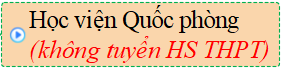 Học viện Quốc phòng
(không tuyển HS THPT)